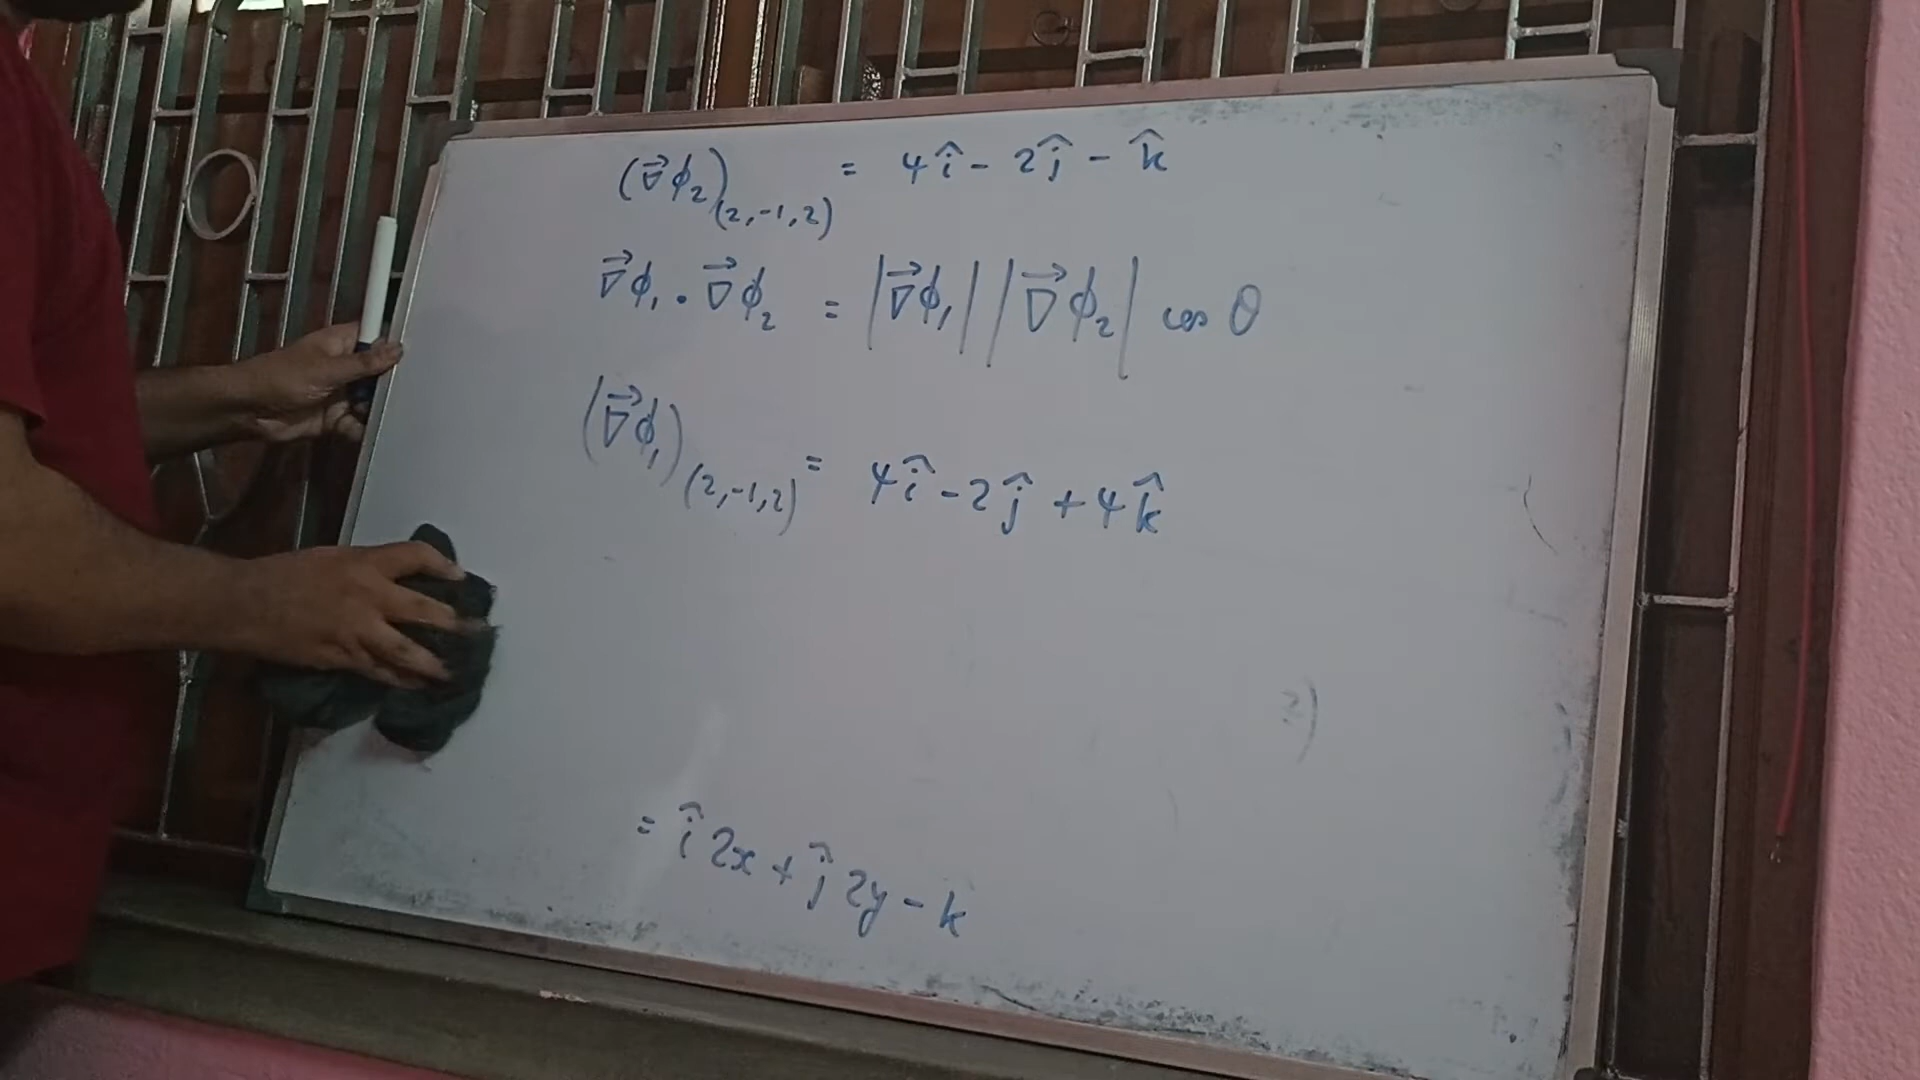 (∇⃗ϕ₂)₍₂,₋₁,₂₎ = 4î - 2ĵ - k̂
∇⃗ϕ₁ · ∇⃗ϕ₂ = |∇⃗ϕ₁| |∇⃗ϕ₂| cos θ
(∇⃗ϕ₁)₍₂,₋₁,₂₎ = 4î - 2ĵ + 4k̂
2)
= î 2x + ĵ 2y - k